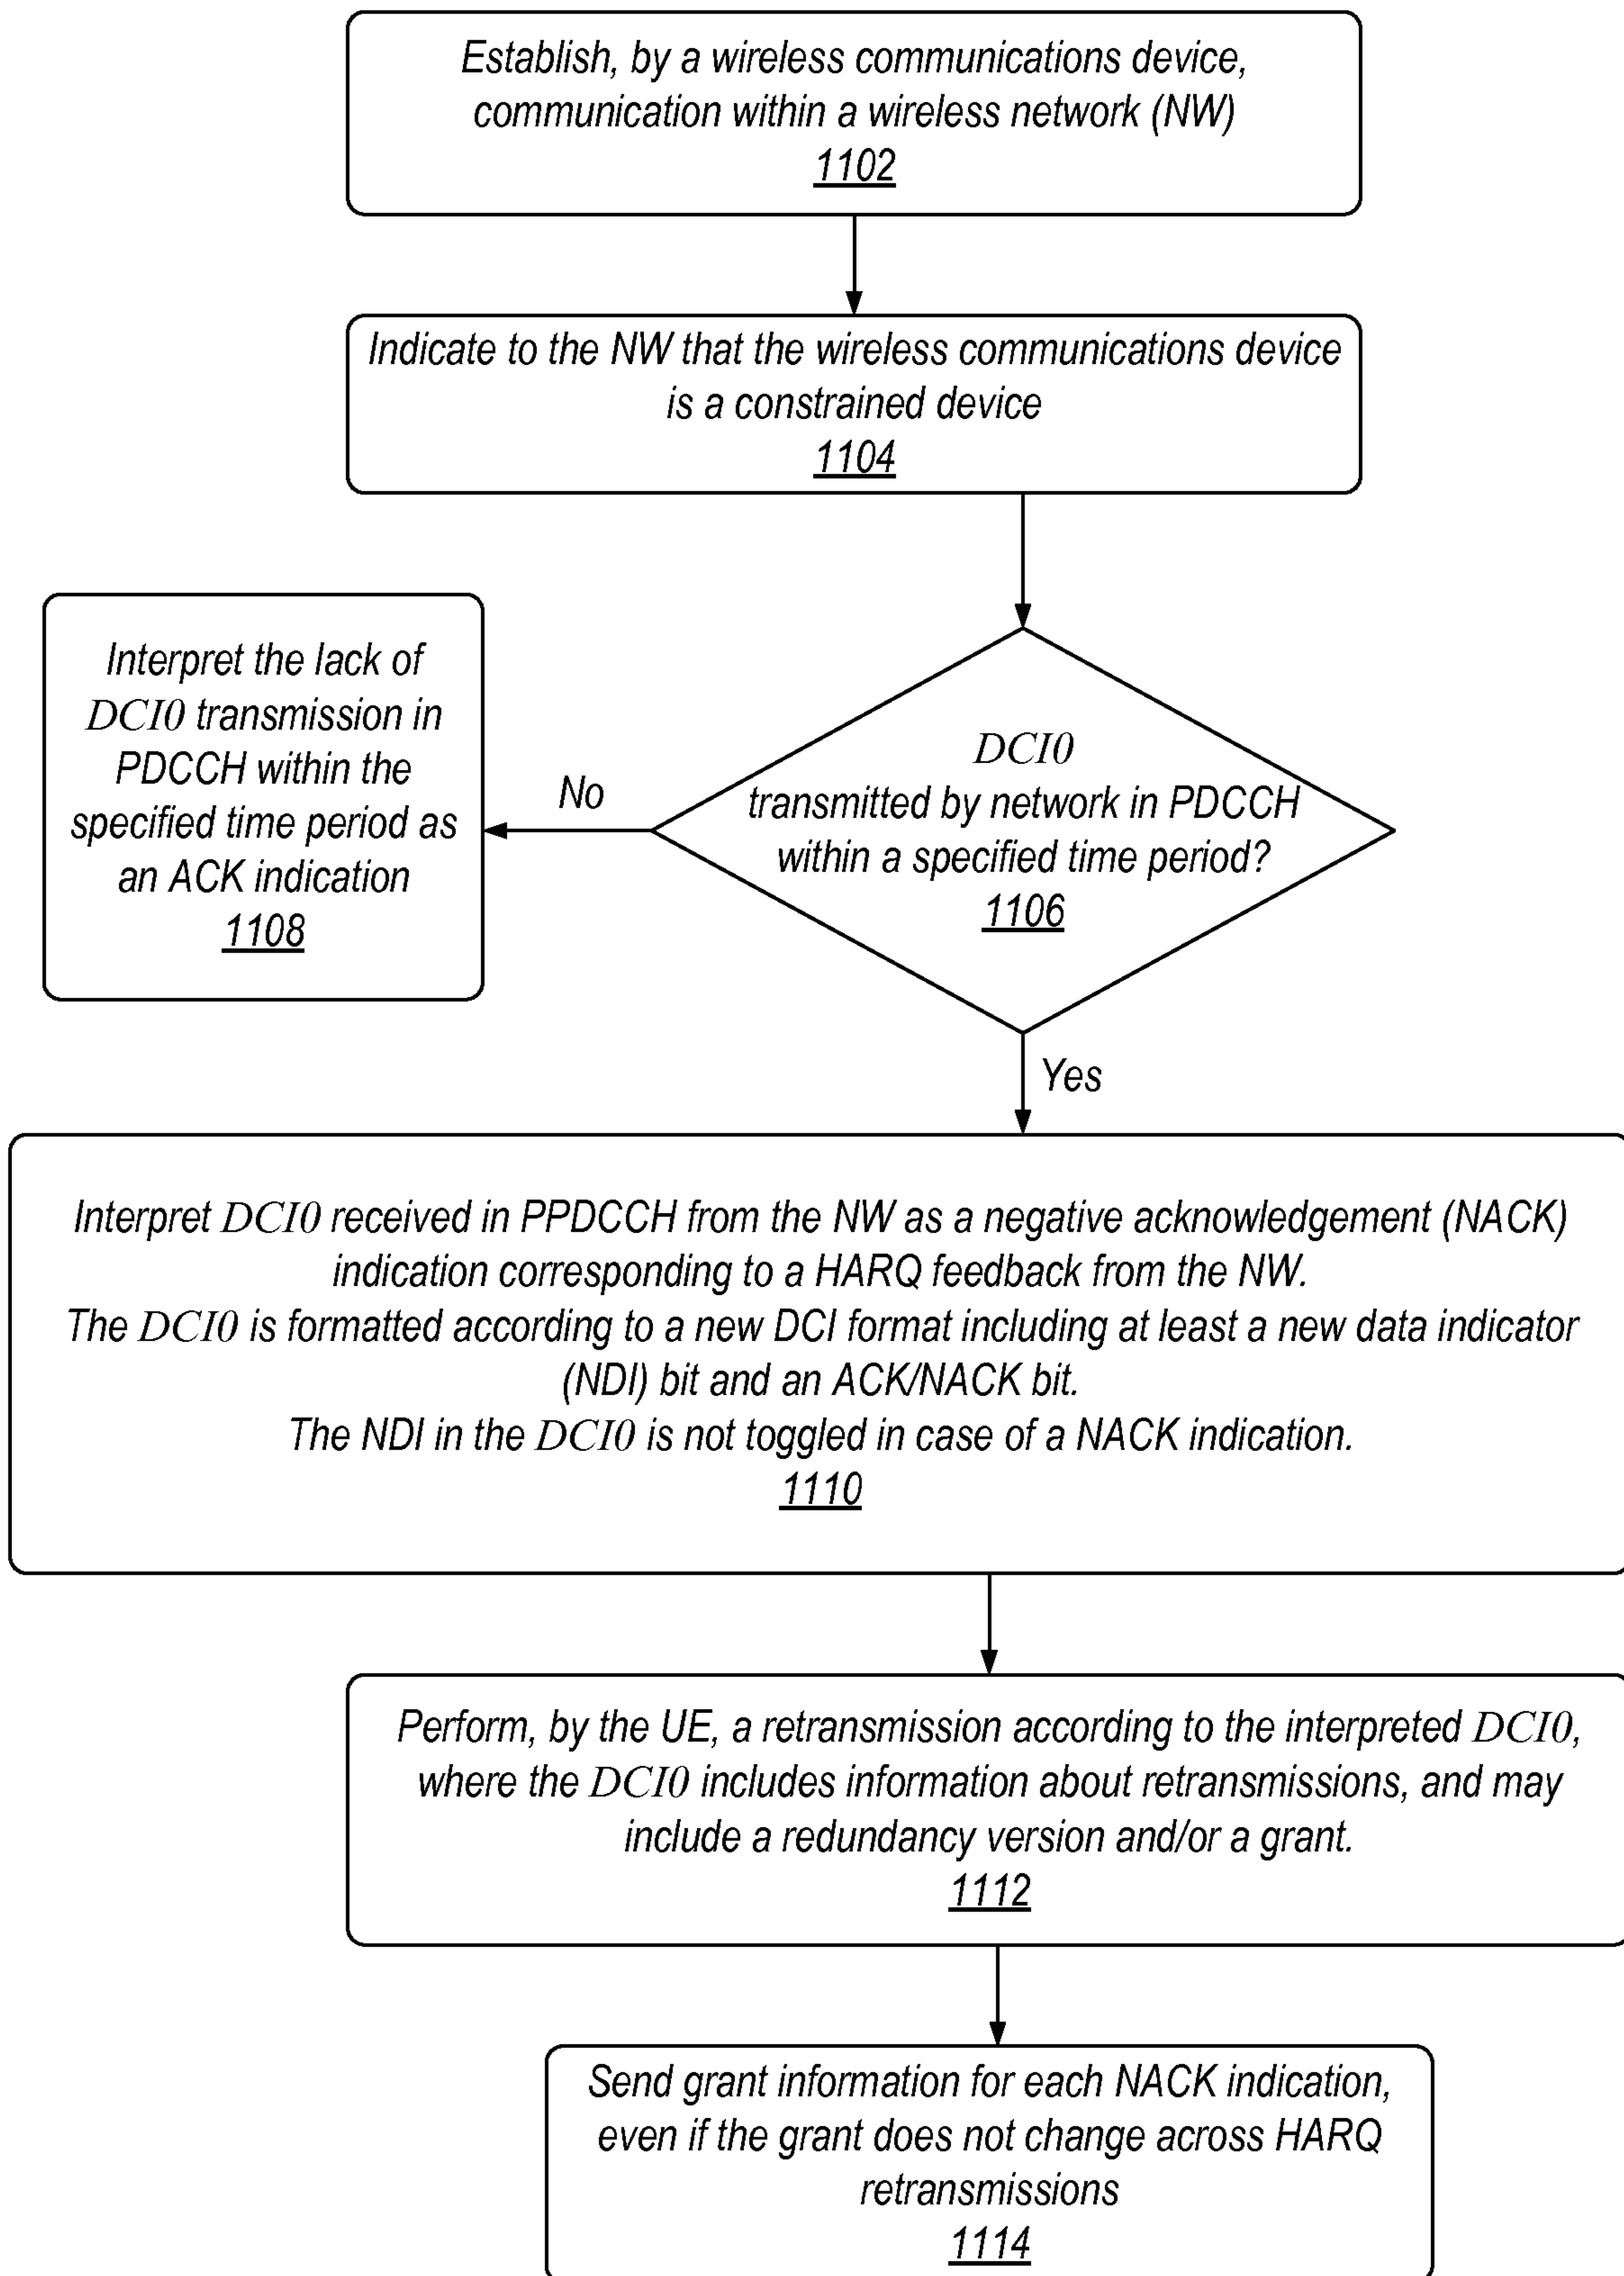 Establish, by a wireless communications device,
communication within a wireless network (NW)
1102
Indicate to the NW that the wireless communications device
is a constrained device
1104
Interpret the lack of
DCI0 transmission in
PDCCH within the
specified time period as
an ACK indication
1108
No
DCI0
transmitted by network in PDCCH
within a specified time period?
1106
Yes
Interpret DCI0 received in PPDCCH from the NW as a negative acknowledgement (NACK)
indication corresponding to a HARQ feedback from the NW.
The DCI0 is formatted according to a new DCI format including at least a new data indicator
(NDI) bit and an ACK/NACK bit.
The NDI in the DCI0 is not toggled in case of a NACK indication.
1110
Perform, by the UE, a retransmission according to the interpreted DCI0,
where the DCI0 includes information about retransmissions, and may
include a redundancy version and/or a grant.
1112
Send grant information for each NACK indication,
even if the grant does not change across HARQ
retransmissions
1114